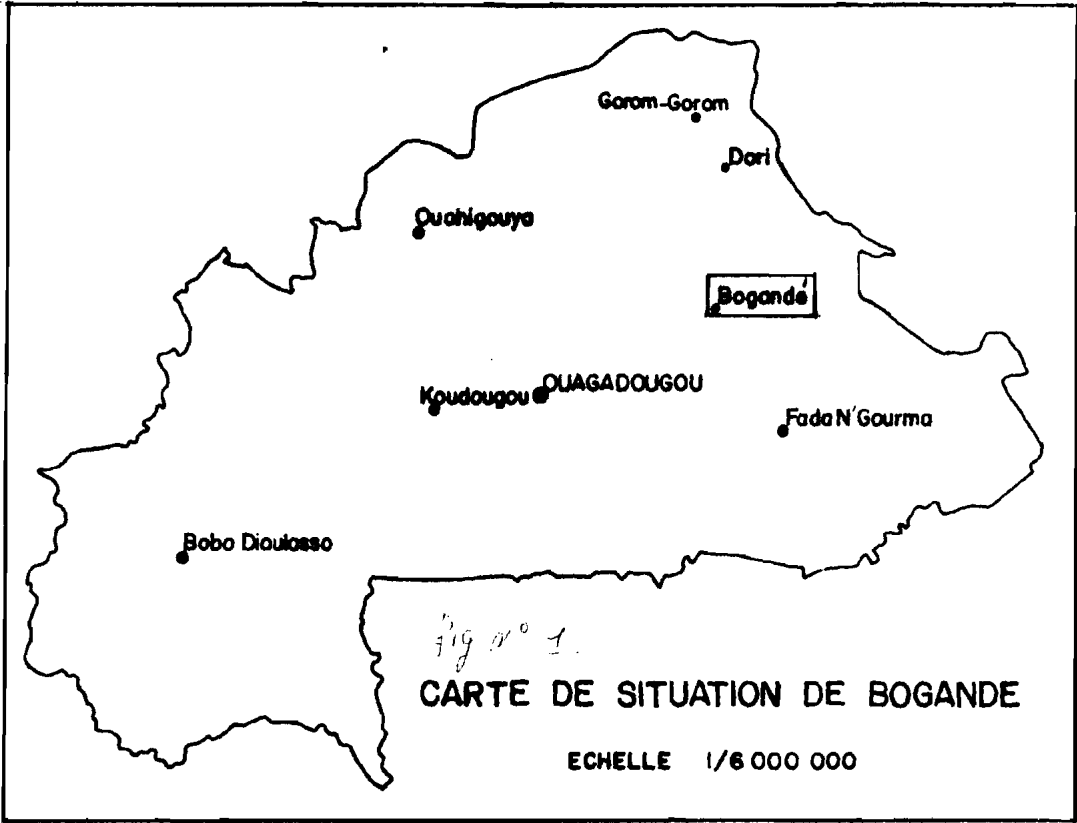 Gorom-Gorom
Dori
Ouahigouya
Bogandé
OUAGADOUGOU
Koudougou
Fada N'Gourma
Bobo Dioulasso
fig n° 1.
CARTE DE SITUATION DE BOGANDE
ECHELLE 1/6 000 000